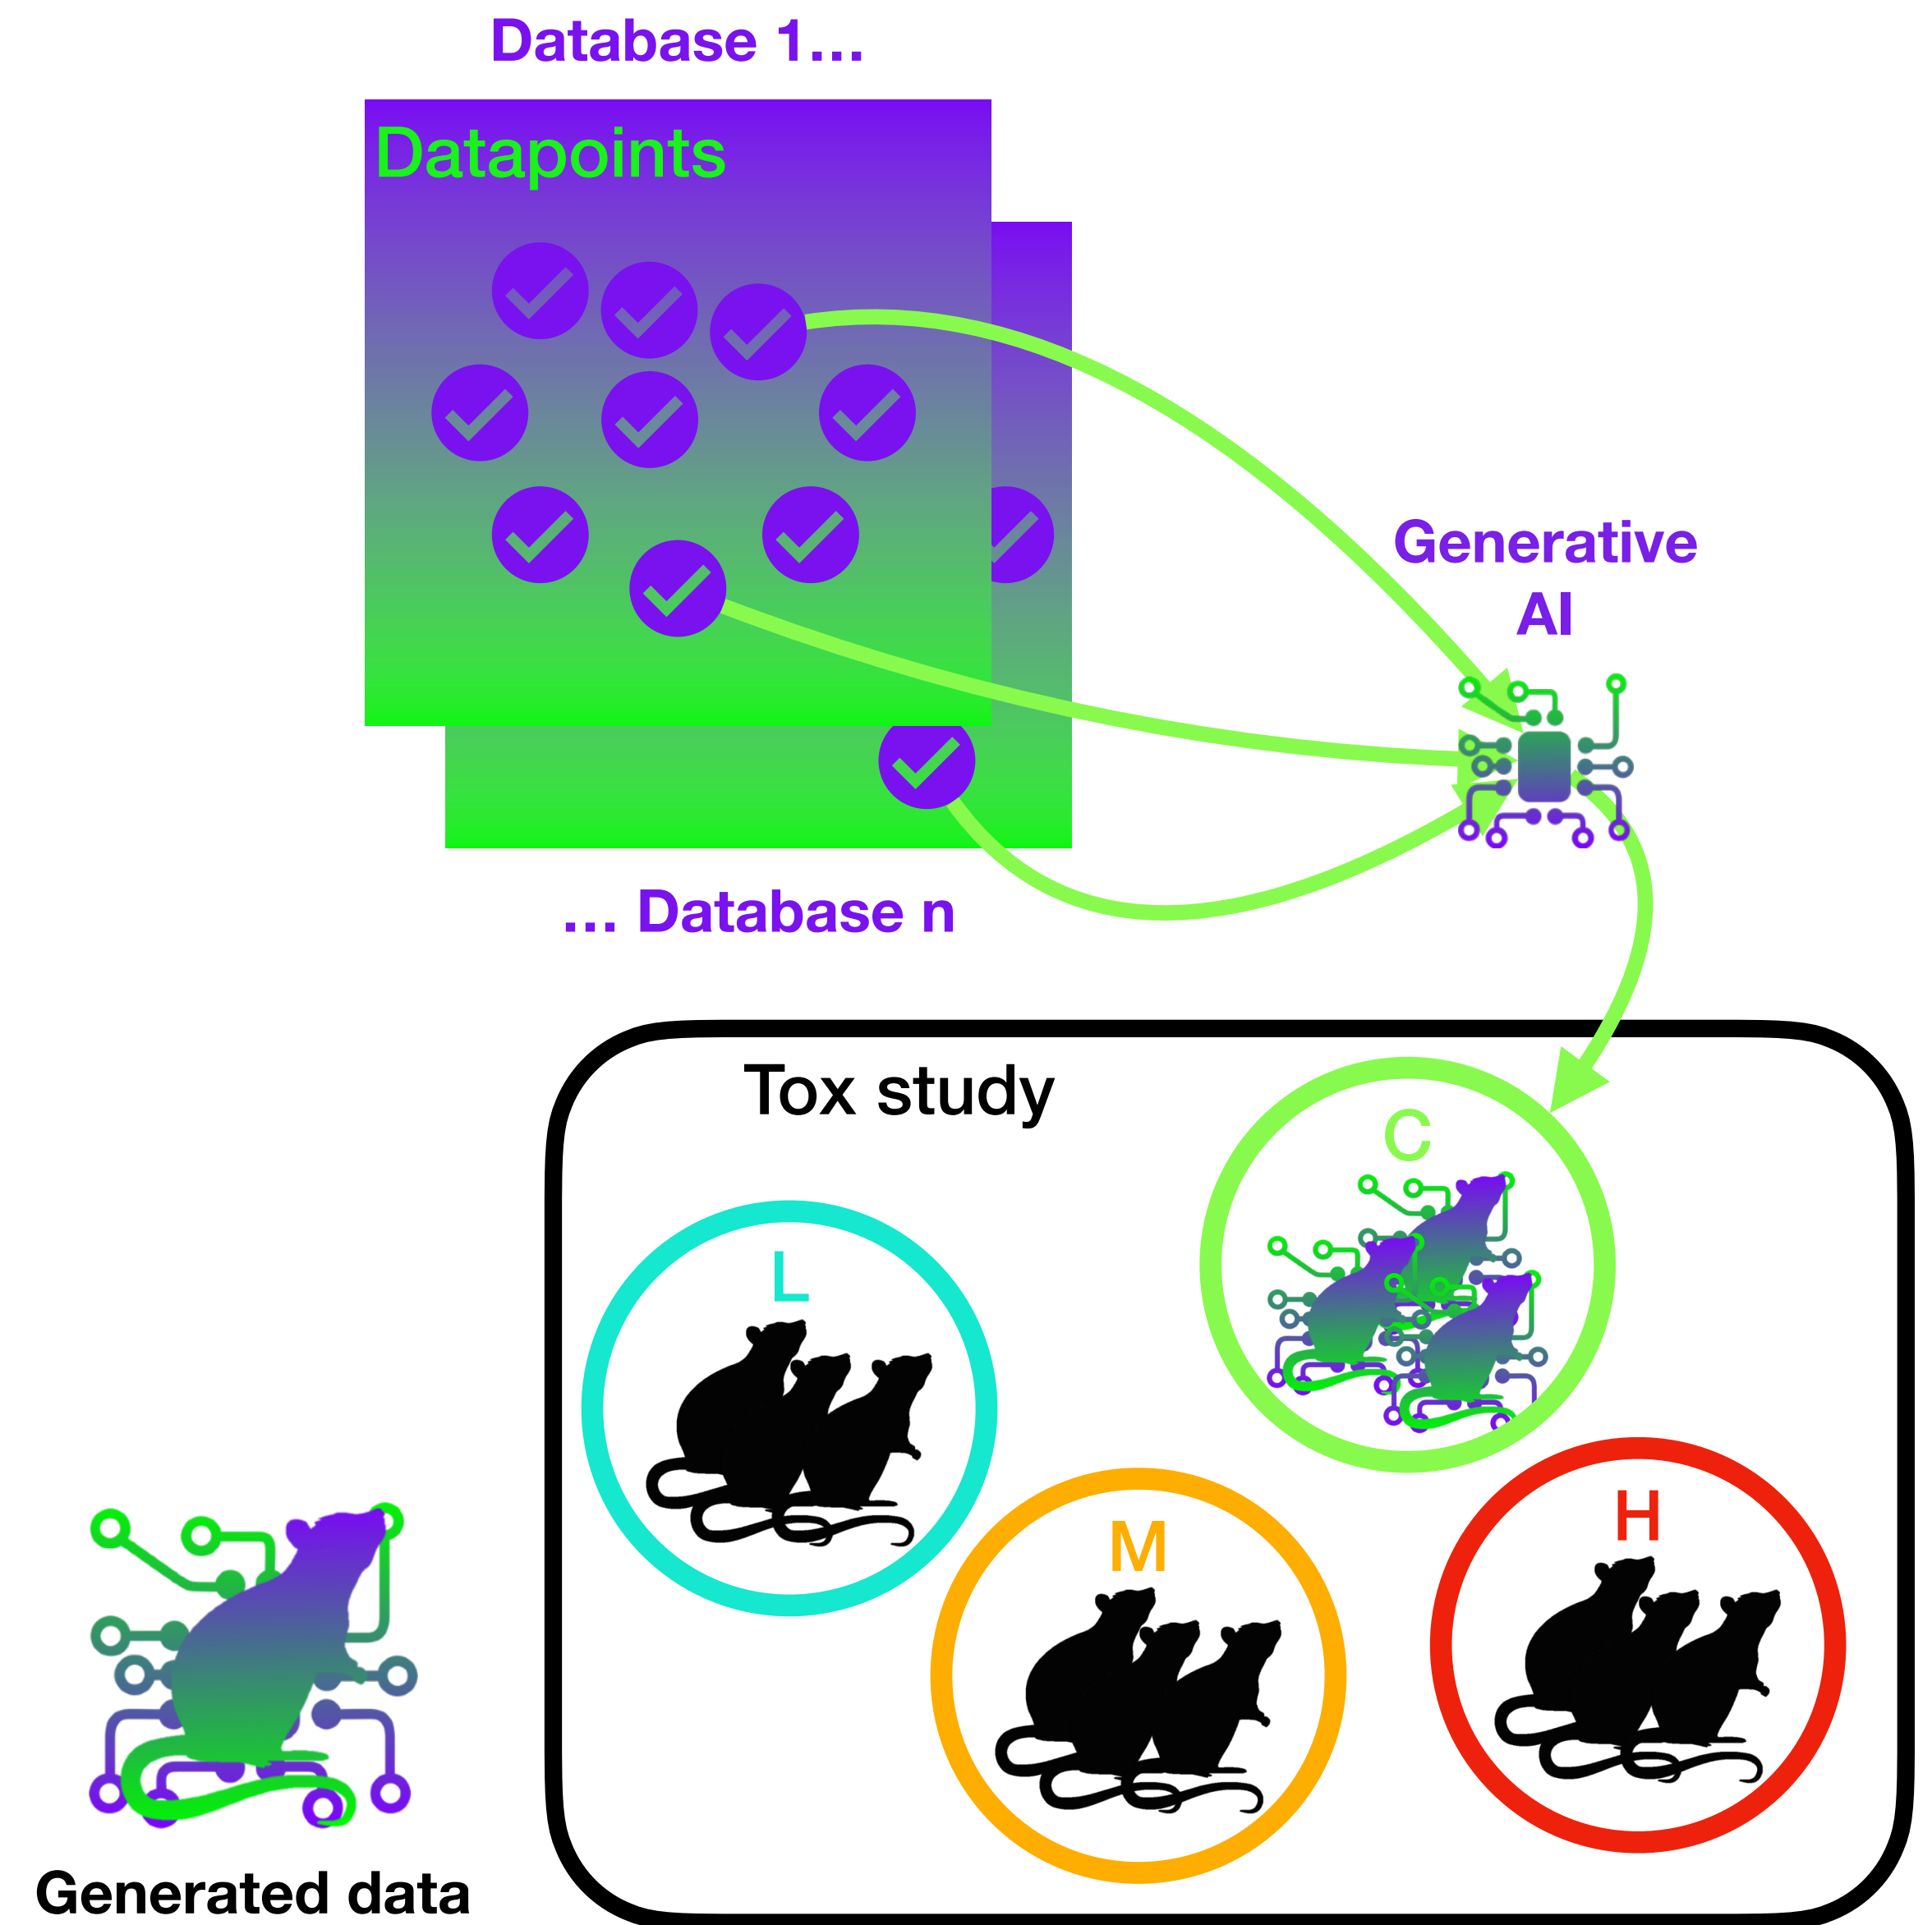 Database 1...
Datapoints
Generative
AI
... Database n
Tox study
C
L
M
H
Generated data